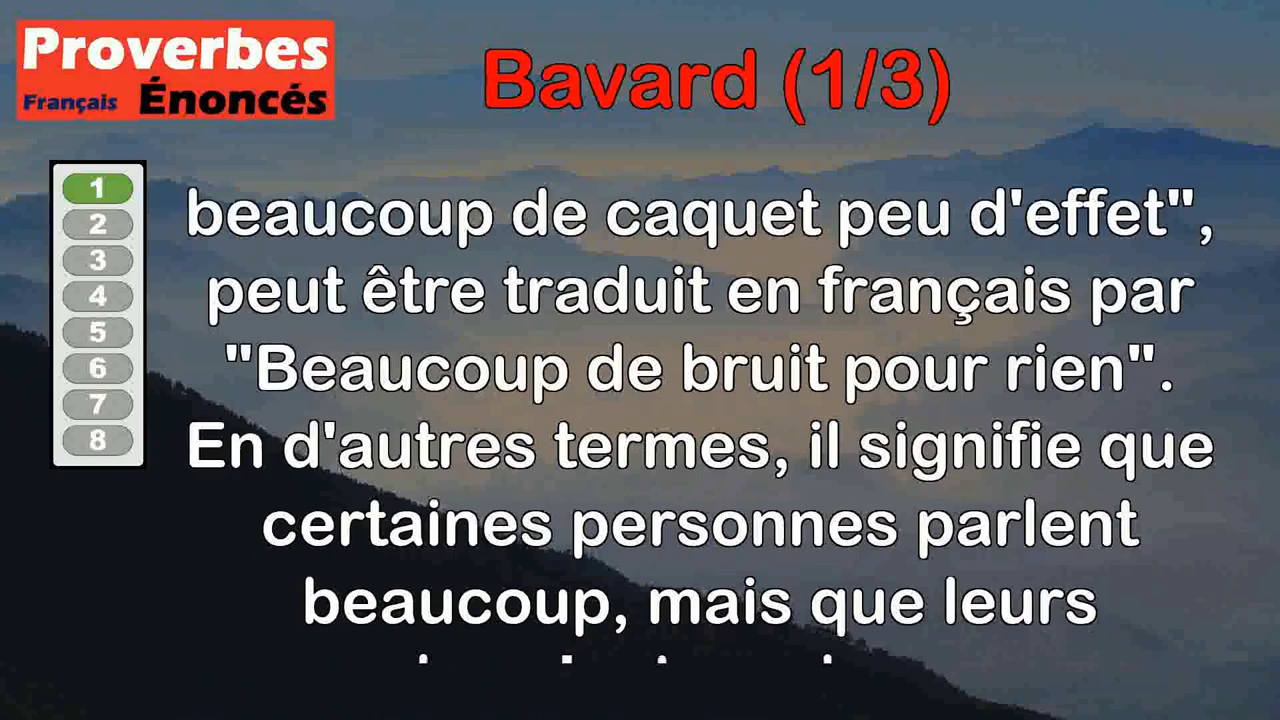 Proverbes
Français Énoncés
Bavard (1/3)
1
2
3
4
5
6
7
8
beaucoup de caquet peu d'effet",
peut être traduit en français par
"Beaucoup de bruit pour rien".
En d'autres termes, il signifie que
certaines personnes parlent
beaucoup, mais que leurs